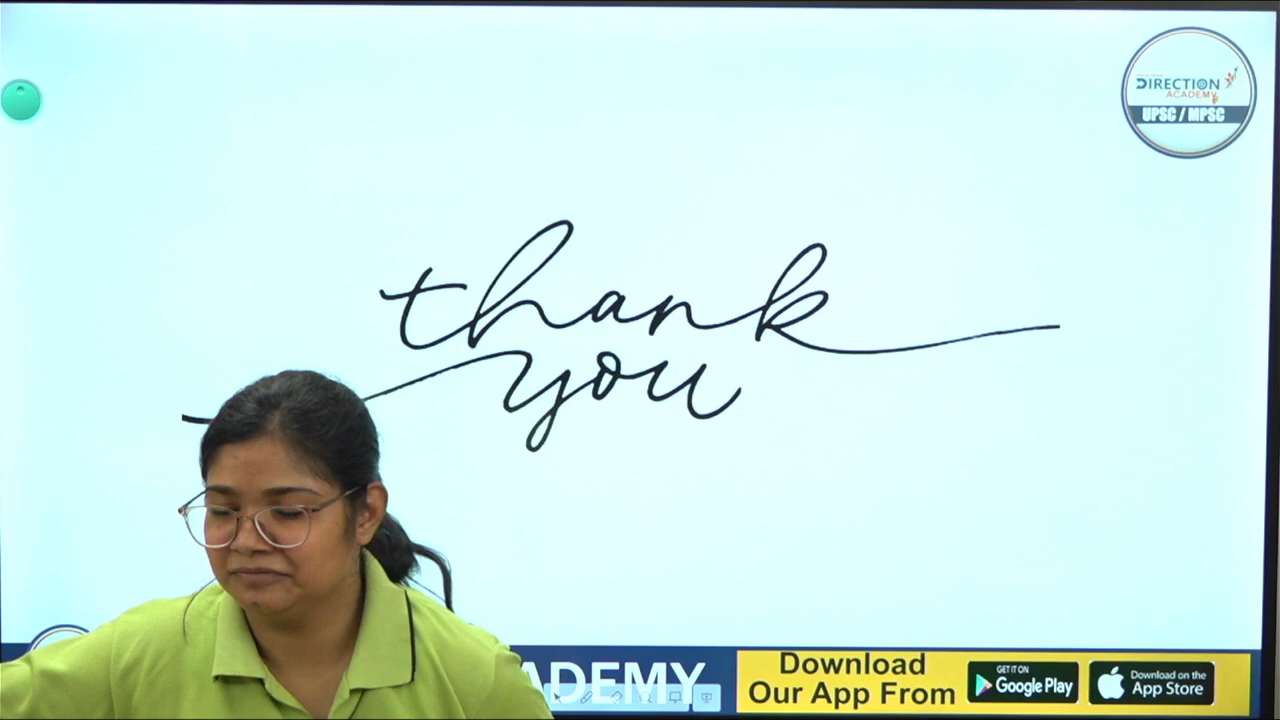 DIRECTION
ACADEMY
UPSC / MPSC
thank
you
ADEMY
Download
Our App From
GET IT ON
Google Play
Download on the
App Store